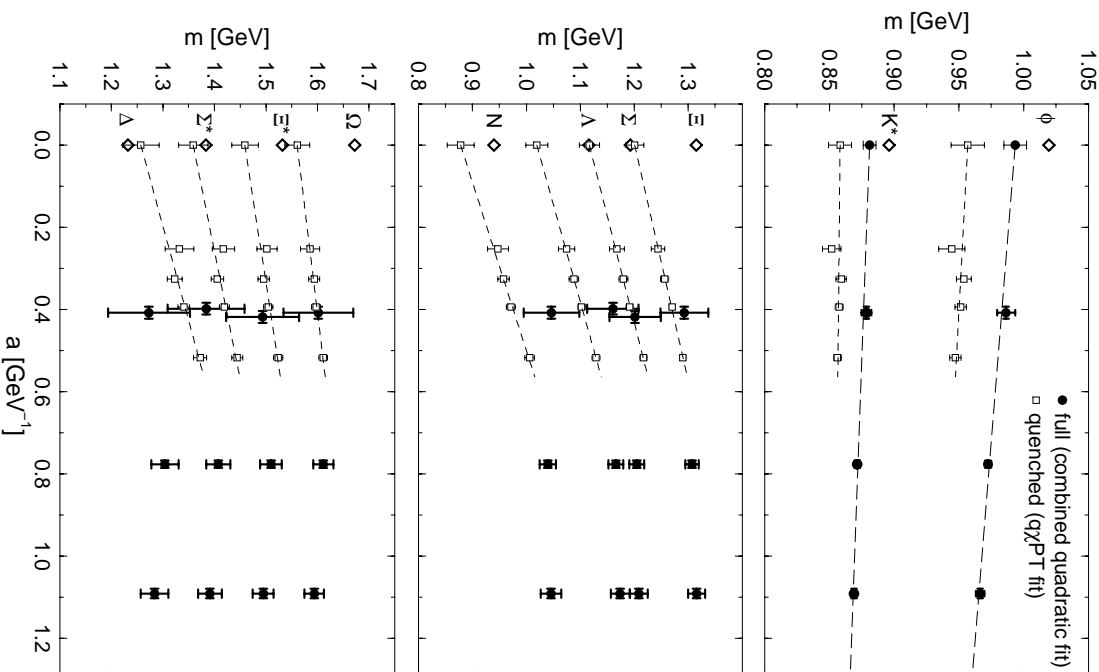 m [GeV]
0.80
0.85
0.90
0.95
1.00
1.05
ϕ
K*
● full (combined quadratic fit)
□ quenched (qχPT fit)
m [GeV]
0.8
0.9
1.0
1.1
1.2
1.3
Ξ
Σ
Λ
N
m [GeV]
1.1
1.2
1.3
1.4
1.5
1.6
1.7
Ω
Ξ*
Σ*
Δ
0.0
0.2
0.4
0.6
0.8
1.0
1.2
a [GeV⁻¹]